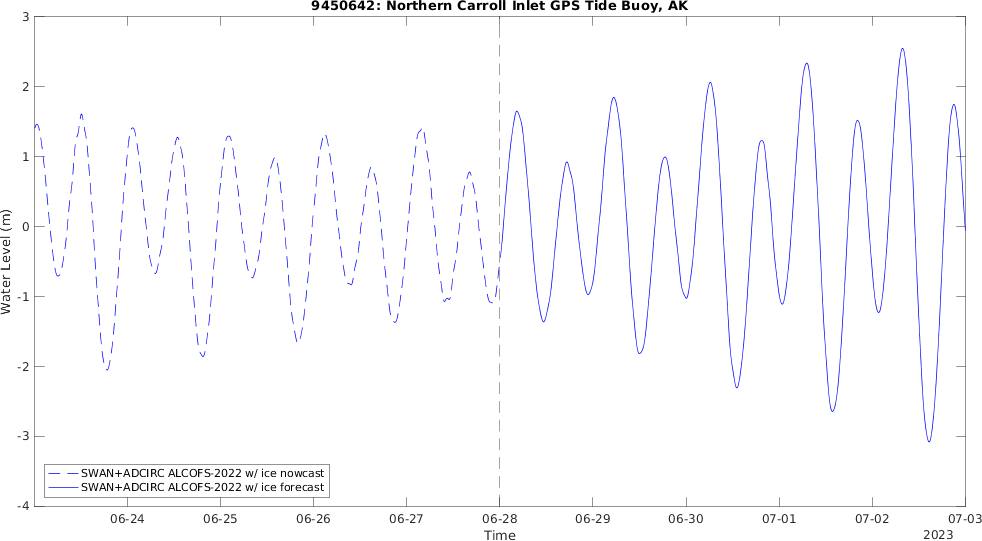 9450642: Northern Carroll Inlet GPS Tide Buoy, AK
3
2
1
0
-1
-2
-3
-4
Water Level (m)
SWAN+ADCIRC ALCOFS-2022 w/ ice nowcast
SWAN+ADCIRC ALCOFS-2022 w/ ice forecast
06-24 06-25 06-26 06-27 06-28 06-29 06-30 07-01 07-02 07-03
Time
2023